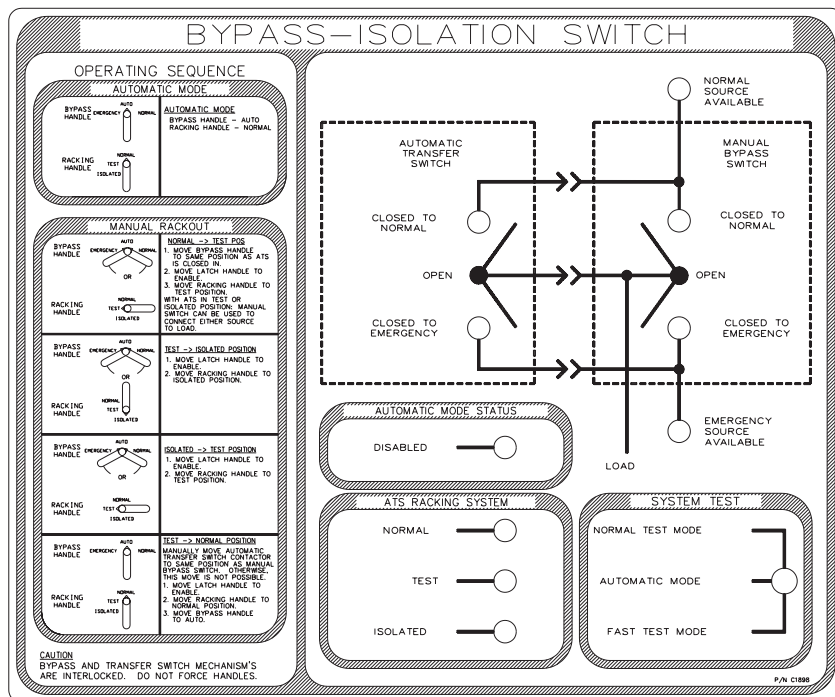 BYPASS-ISOLATION SWITCH
OPERATING SEQUENCE
AUTOMATIC MODE
BYPASS
HANDLE
AUTO
EMERGENCY
NORMAL
RACKING
HANDLE
NORMAL
TEST
ISOLATED
AUTOMATIC MODE
BYPASS HANDLE - AUTO
RACKING HANDLE - NORMAL
MANUAL RACKOUT
BYPASS
HANDLE
AUTO
EMERGENCY
NORMAL
OR
RACKING
HANDLE
NORMAL
TEST
ISOLATED
NORMAL -> TEST POS
1. MOVE BYPASS HANDLE
TO SAME POSITION AS ATS
IS CLOSED IN.
2. MOVE LATCH HANDLE TO
ENABLE.
3. MOVE RACKING HANDLE TO
TEST POSITION.
WITH ATS IN TEST OR
ISOLATED POSITION: MANUAL
SWITCH CAN BE USED TO
CONNECT EITHER SOURCE
TO LOAD.
BYPASS
HANDLE
AUTO
EMERGENCY
NORMAL
OR
RACKING
HANDLE
NORMAL
TEST
ISOLATED
TEST -> ISOLATED POSITION
1. MOVE LATCH HANDLE TO
ENABLE.
2. MOVE RACKING HANDLE TO
ISOLATED POSITION.
BYPASS
HANDLE
AUTO
EMERGENCY
NORMAL
OR
RACKING
HANDLE
NORMAL
TEST
ISOLATED
ISOLATED -> TEST POSITION
1. MOVE LATCH HANDLE TO
ENABLE.
2. MOVE RACKING HANDLE TO
TEST POSITION.
BYPASS
HANDLE
AUTO
EMERGENCY
NORMAL
RACKING
HANDLE
NORMAL
TEST
ISOLATED
TEST -> NORMAL POSITION
MANUALLY MOVE AUTOMATIC
TRANSFER SWITCH CONTACTOR
TO SAME POSITION AS MANUAL
BYPASS SWITCH. OTHERWISE,
THIS MOVE IS NOT POSSIBLE.
1. MOVE LATCH HANDLE TO
ENABLE.
2. MOVE RACKING HANDLE TO
NORMAL POSITION.
3. MOVE BYPASS HANDLE
TO AUTO.
CAUTION
BYPASS AND TRANSFER SWITCH MECHANISM'S
ARE INTERLOCKED. DO NOT FORCE HANDLES.
NORMAL
SOURCE
AVAILABLE
AUTOMATIC
TRANSFER
SWITCH
MANUAL
BYPASS
SWITCH
CLOSED TO
NORMAL
CLOSED TO
NORMAL
OPEN
OPEN
CLOSED TO
EMERGENCY
CLOSED TO
EMERGENCY
EMERGENCY
SOURCE
AVAILABLE
LOAD
AUTOMATIC MODE STATUS
DISABLED
ATS RACKING SYSTEM
NORMAL
TEST
ISOLATED
SYSTEM TEST
NORMAL TEST MODE
AUTOMATIC MODE
FAST TEST MODE
P/N C1898